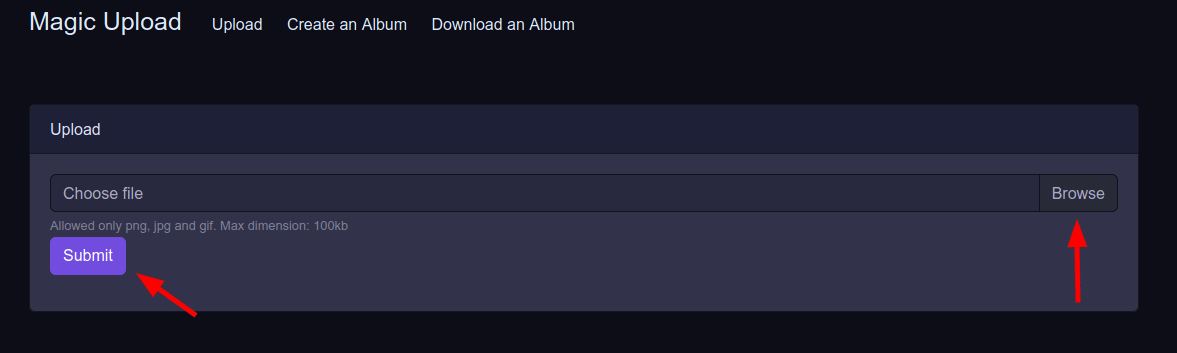 Magic Upload Upload Create an Album Download an Album
Upload
Choose file Browse
Allowed only png, jpg and gif. Max dimension: 100kb
Submit